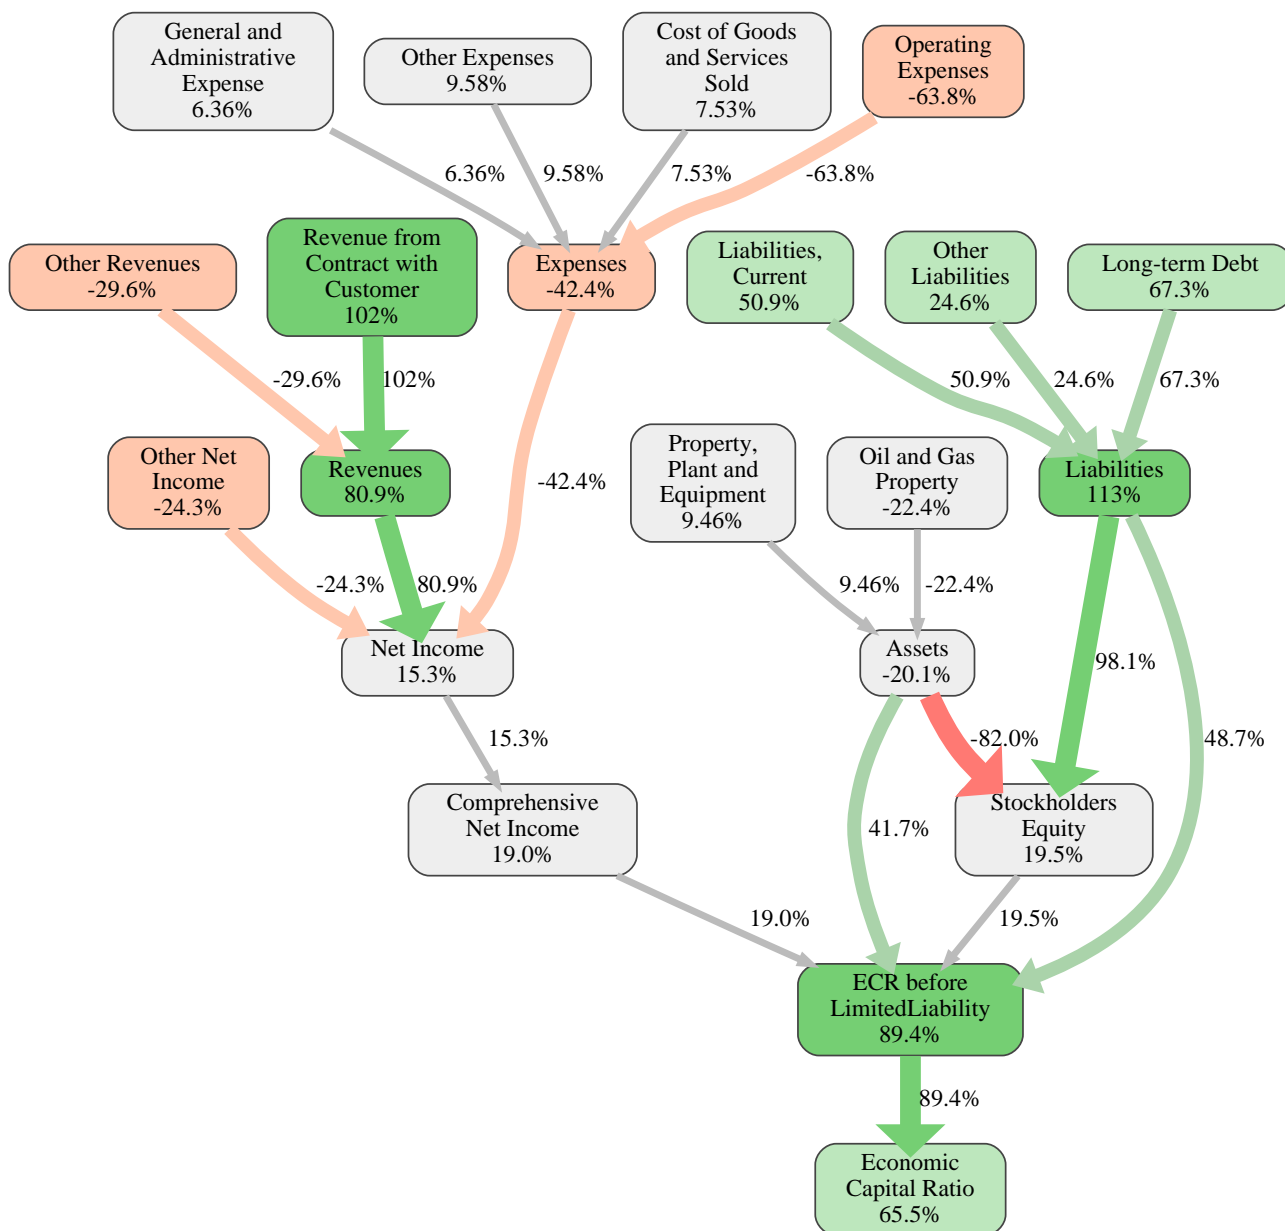 General and
Administrative
Expense
6.36%
Other Expenses
9.58%
Cost of Goods
and Services
Sold
7.53%
Operating
Expenses
-63.8%
6.36%
9.58%
7.53%
-63.8%
Other Revenues
-29.6%
Revenue from
Contract with
Customer
102%
Expenses
-42.4%
Liabilities,
Current
50.9%
Other
Liabilities
24.6%
Long-term Debt
67.3%
-29.6%
102%
50.9%
24.6%
67.3%
Other Net
Income
-24.3%
Revenues
80.9%
-42.4%
Property,
Plant and
Equipment
9.46%
Oil and Gas
Property
-22.4%
Liabilities
113%
-24.3%
80.9%
9.46%
-22.4%
Net Income
15.3%
Assets
-20.1%
98.1%
15.3%
-82.0%
48.7%
Comprehensive
Net Income
19.0%
41.7%
Stockholders
Equity
19.5%
19.0%
19.5%
ECR before
LimitedLiability
89.4%
89.4%
Economic
Capital Ratio
65.5%